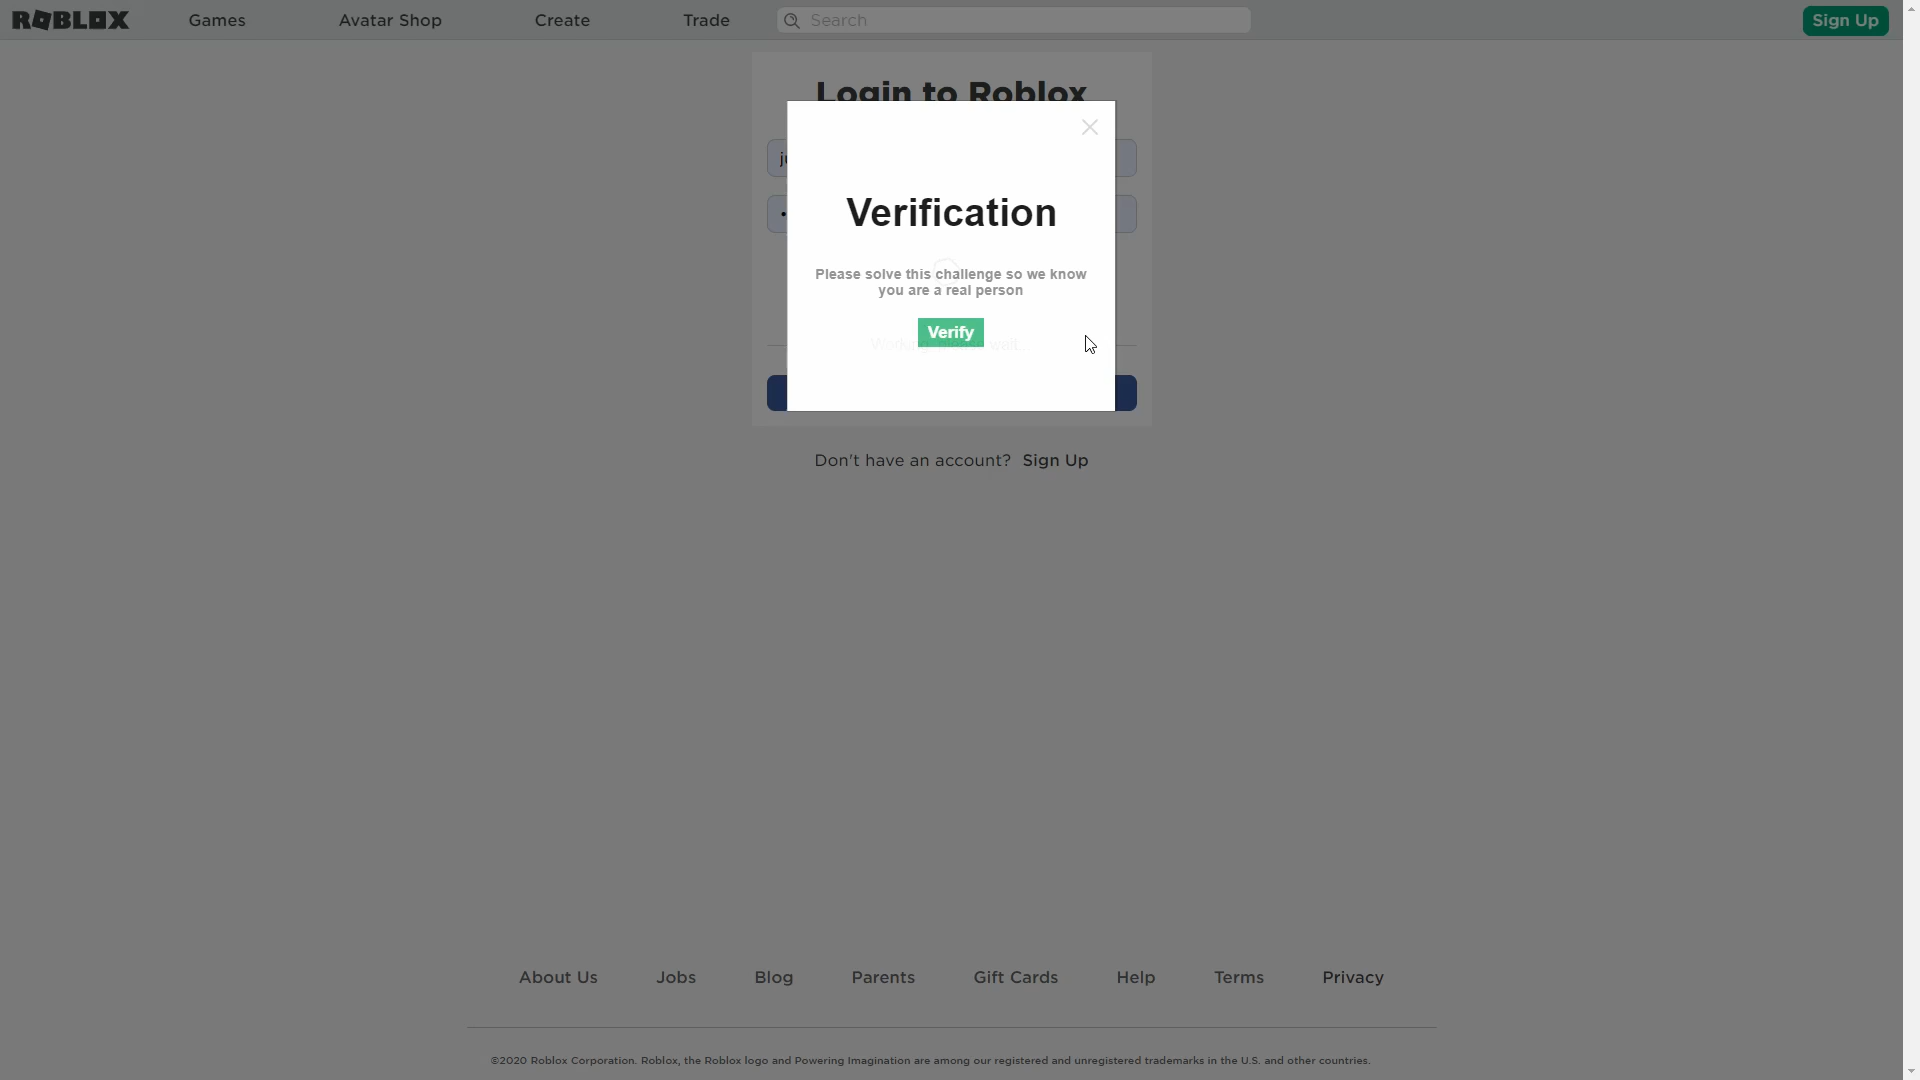 ROBLOX Games Avatar Shop Create Trade Search Sign Up
Login to Roblox
Verification
Please solve this challenge so we know
you are a real person
Verify
Don't have an account? Sign Up
About Us Jobs Blog Parents Gift Cards Help Terms Privacy
©2020 Roblox Corporation. Roblox, the Roblox logo and Powering Imagination are among our registered and unregistered trademarks in the U.S. and other countries.